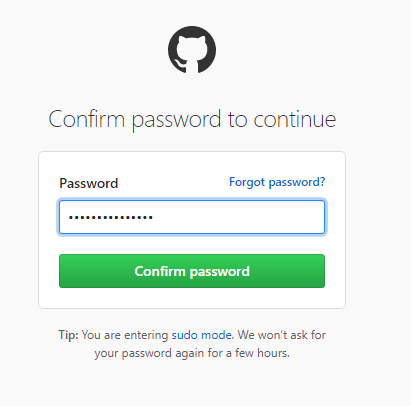 Confirm password to continue
Password
Forgot password?
•••••••••••••••
Confirm password
Tip: You are entering sudo mode. We won't ask for
your password again for a few hours.